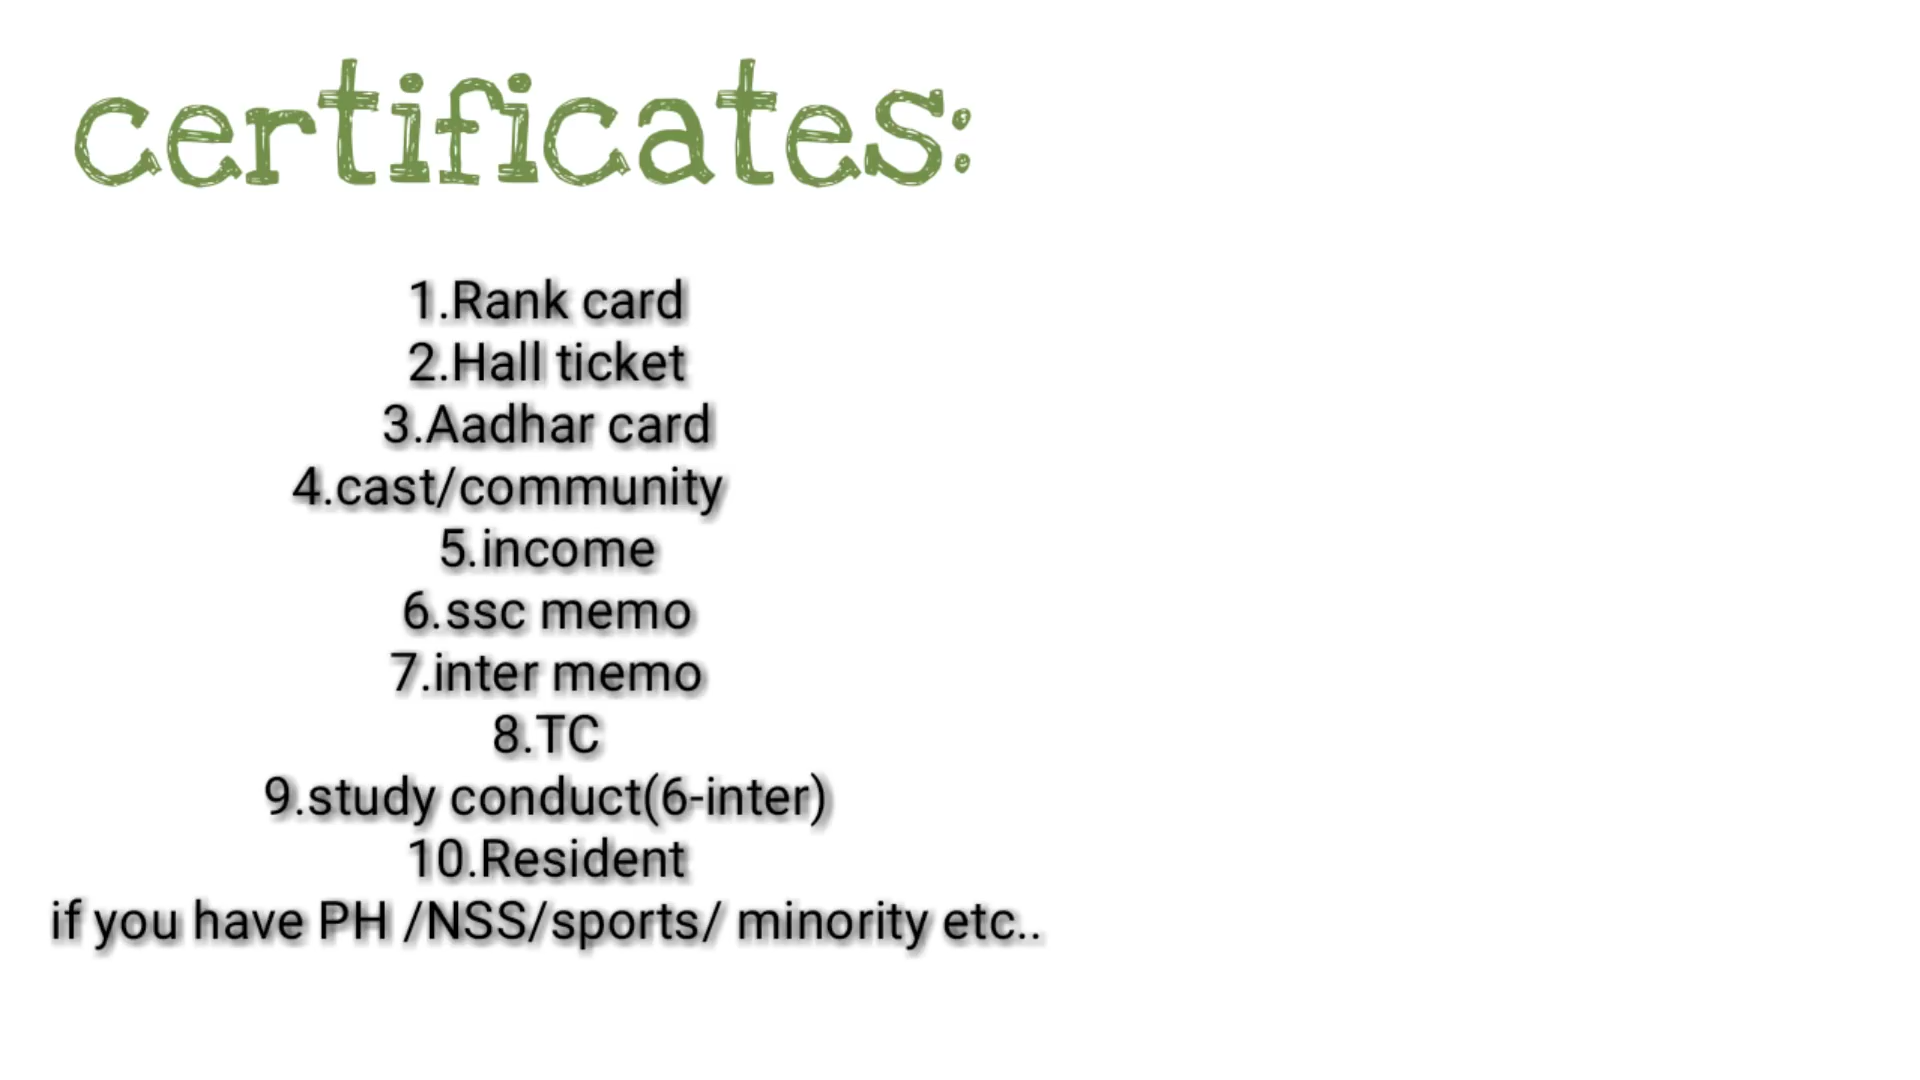 certificates:
1.Rank card
2.Hall ticket
3.Aadhar card
4.cast/community
5.income
6.ssc memo
7.inter memo
8.TC
9.study conduct(6-inter)
10.Resident
if you have PH /NSS/sports/ minority etc..